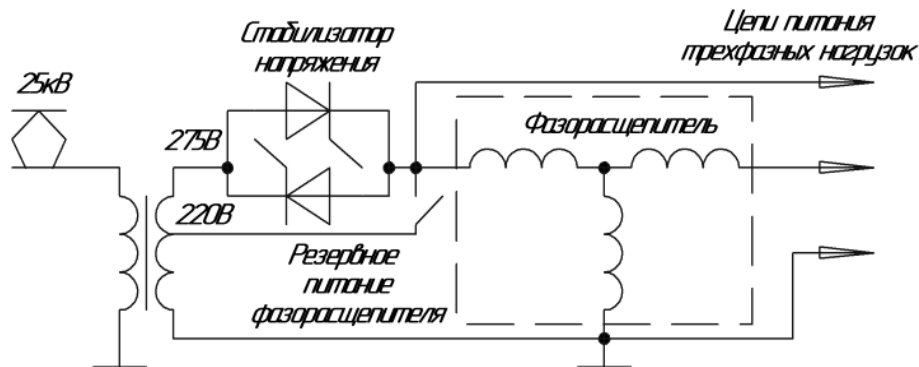 Стабилизатор
напряжения
Цепи питания
трехфазных нагрузок
25кВ
Фазорасщепитель
275В
220В
Резервное
питание
фазорасщепителя